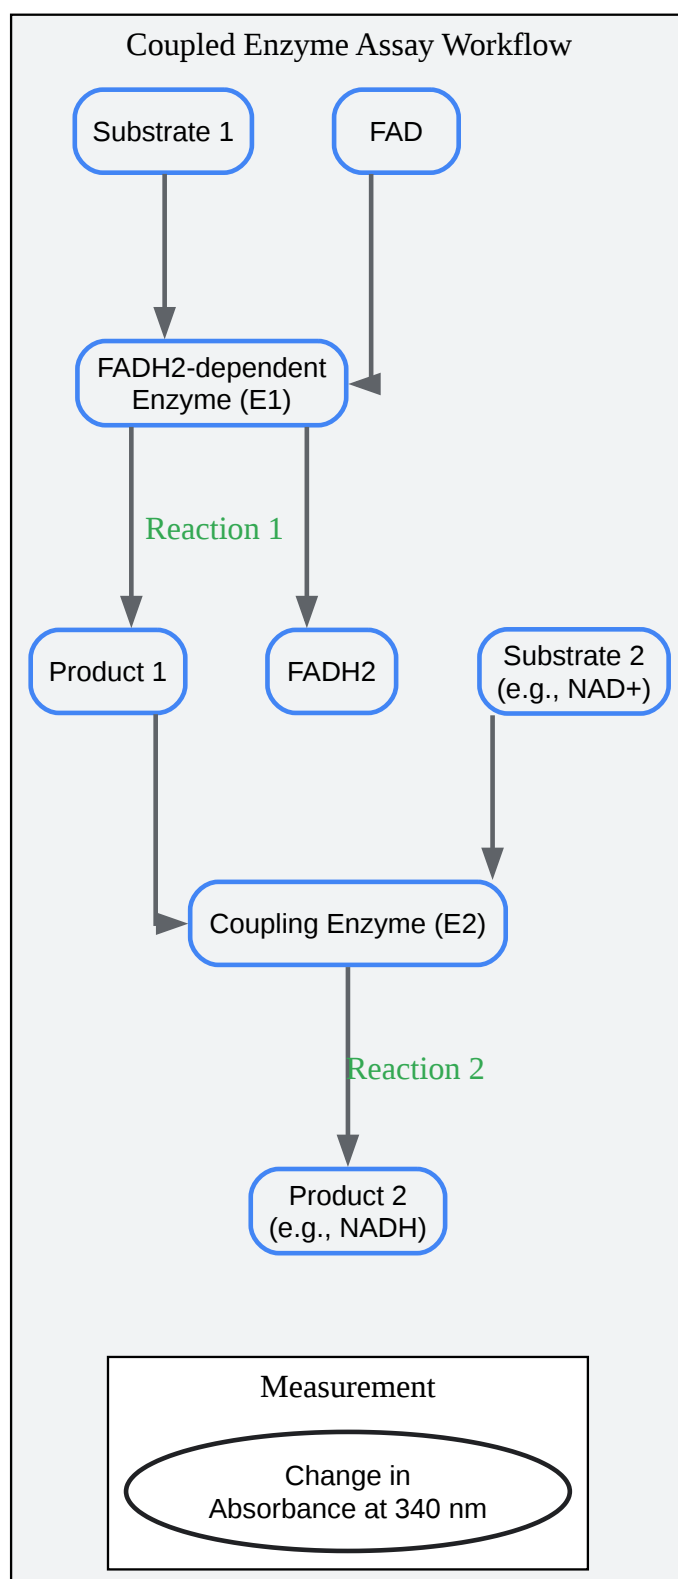 Coupled Enzyme Assay Workflow
Substrate 1
FAD
FADH2-dependent
Enzyme (E1)
Reaction 1
Product 1
FADH2
Substrate 2
(e.g., NAD+)
Coupling Enzyme (E2)
Reaction 2
Product 2
(e.g., NADH)
Measurement
Change in
Absorbance at 340 nm